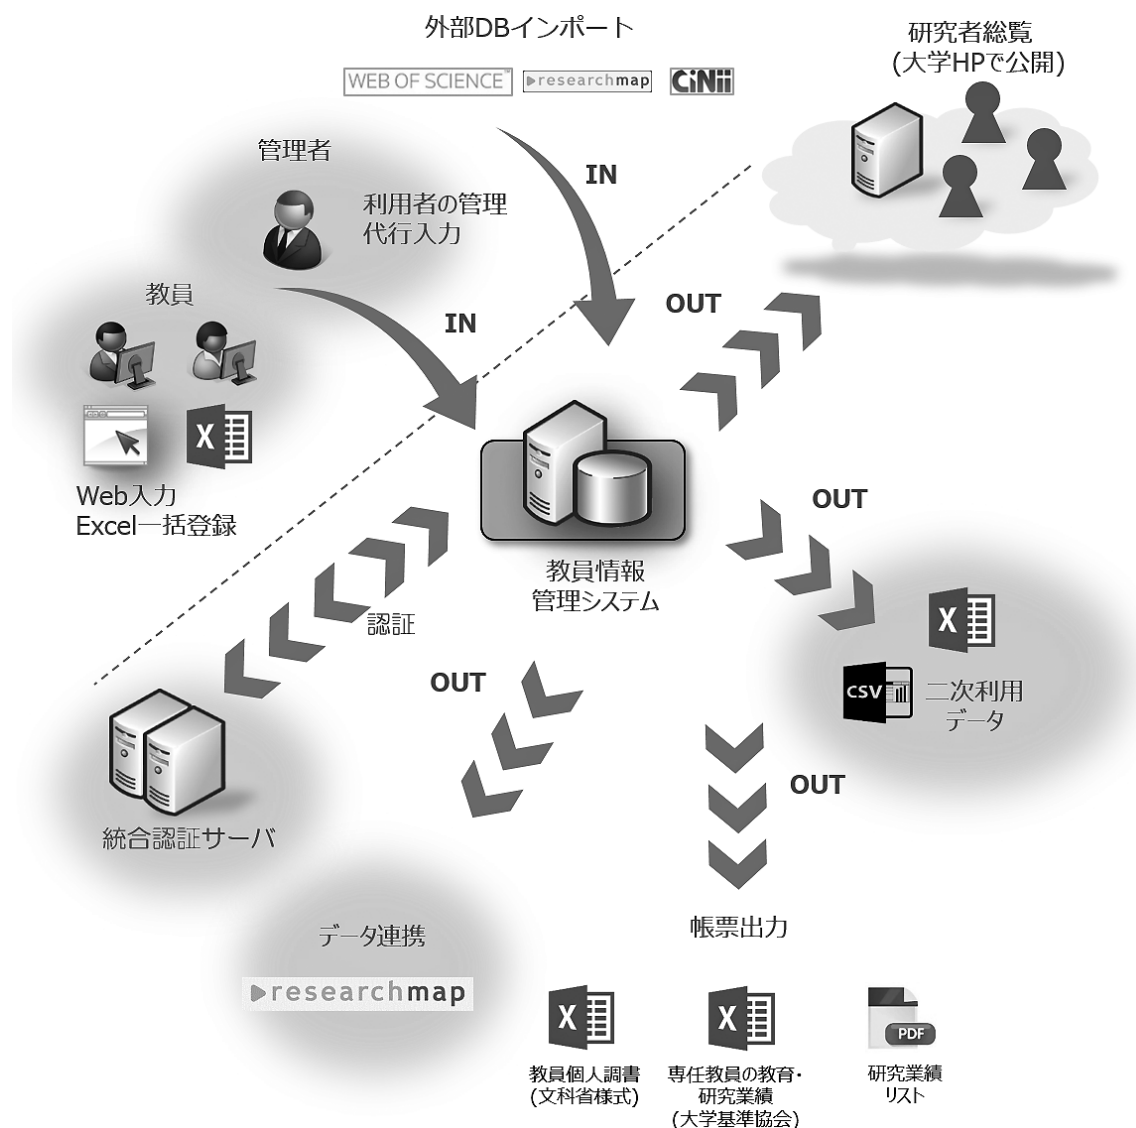 外部DBインポート
WEB OF SCIENCE™
researchmap
CiNii
研究者総覧
(大学HPで公開)
管理者
利用者の管理
代行入力
IN
教員
IN
OUT
X
Web入力
Excel一括登録
OUT
教員情報
管理システム
認証
X
CSV
二次利用
データ
OUT
OUT
統合認証サーバ
データ連携
researchmap
帳票出力
X
X
PDF
教員個人調書
(文科省様式)
専任教員の教育・
研究業績
(大学基準協会)
研究業績
リスト